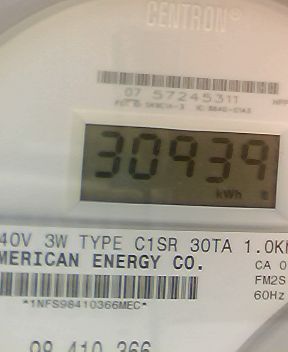 CENTRON®
07 57245311
30939
kWh
40V 3W TYPE C1SR 30TA 1.0K
MERICAN ENERGY CO.
CA 0
FM2S
60Hz
*1NFS98410366MEC*
98 410 366